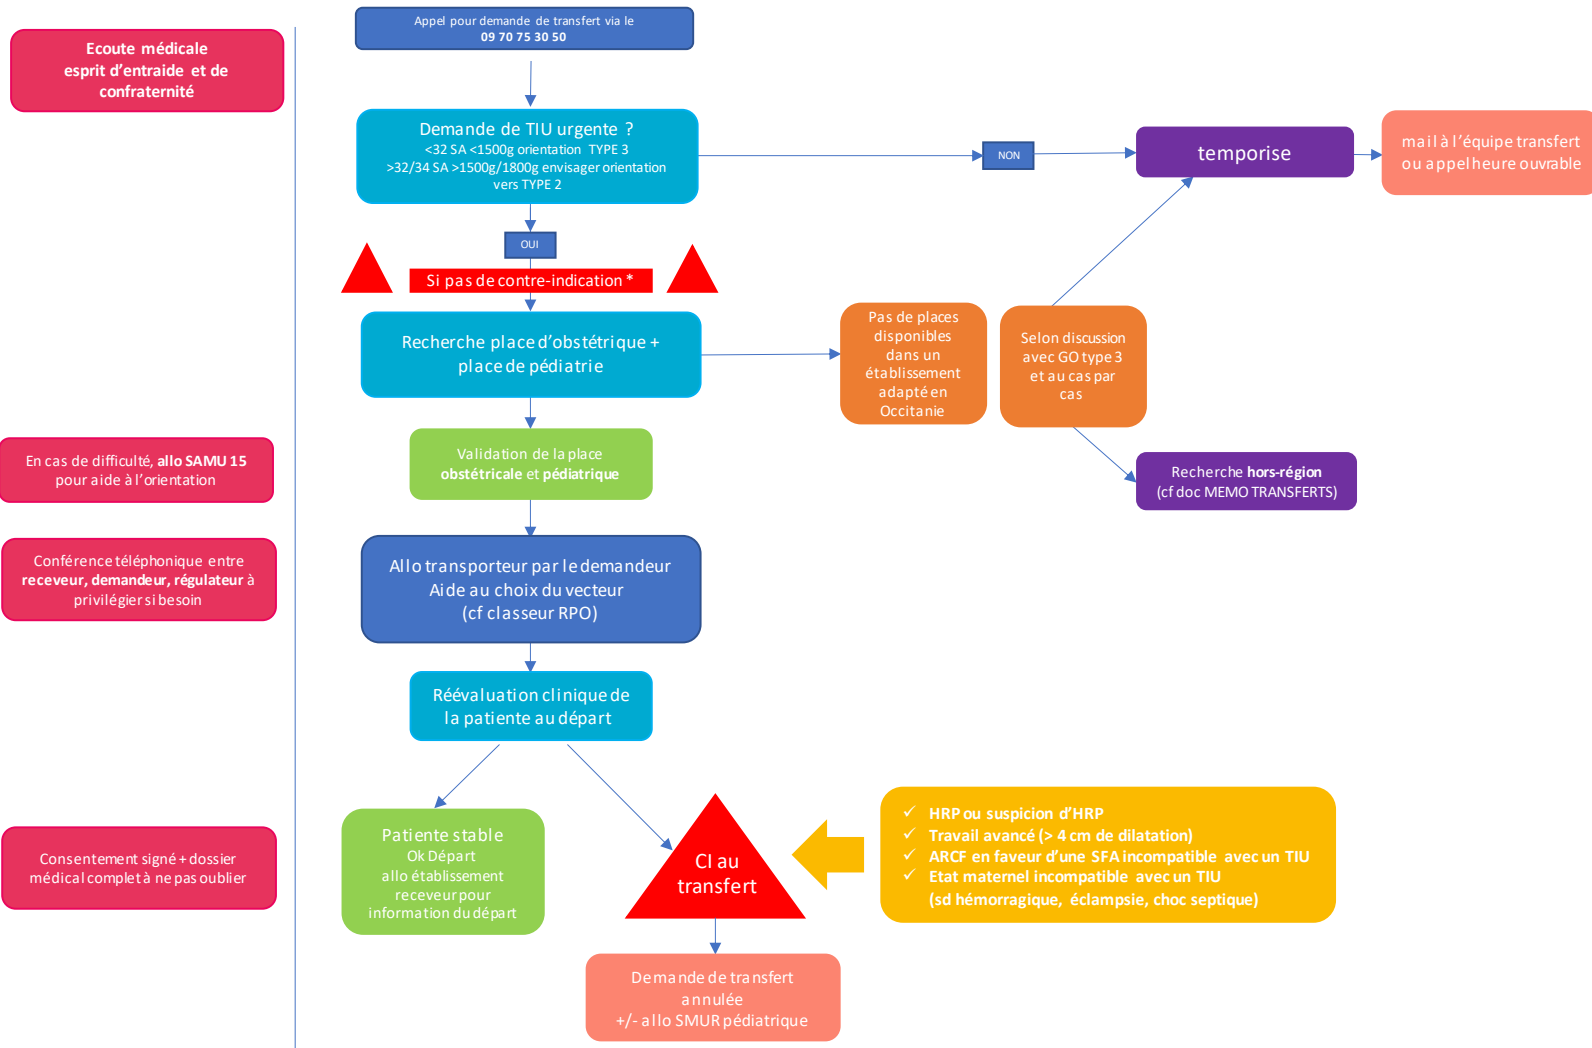 Ecoute médicale
esprit d'entraide et de
confraternité
En cas de difficulté, allo SAMU 15
pour aide à l'orientation
Conférence téléphonique entre
receveur, demandeur, régulateur à
privilégier si besoin
Consentement signé + dossier
médical complet à ne pas oublier
Appel pour demande de transfert via le
09 70 75 30 50
Demande de TIU urgente ?
<32 SA <1500g orientation TYPE 3
>32/34 SA >1500g/1800g envisager orientation
vers TYPE 2
NON
temporise
mail à l'équipe transfert
ou appel heure ouvrable
OUI
Si pas de contre-indication *
Recherche place d'obstétrique +
place de pédiatrie
Pas de places
disponibles
dans un
établissement
adapté en
Occitanie
Selon discussion
avec GO type 3
et au cas par
cas
Recherche hors-région
(cf doc MEMO TRANSFERTS)
Validation de la place
obstétricale et pédiatrique
Allo transporteur par le demandeur
Aide au choix du vecteur
(cf classeur RPO)
Réévaluation clinique de
la patiente au départ
Patiente stable
Ok Départ
allo établissement
receveur pour
information du départ
CI au
transfert
✓ HRP ou suspicion d'HRP
✓ Travail avancé (> 4 cm de dilatation)
✓ ARCF en faveur d'une SFA incompatible avec un TIU
✓ Etat maternel incompatible avec un TIU
(sd hémorragique, éclampsie, choc septique)
Demande de transfert
annulée
+/- allo SMUR pédiatrique